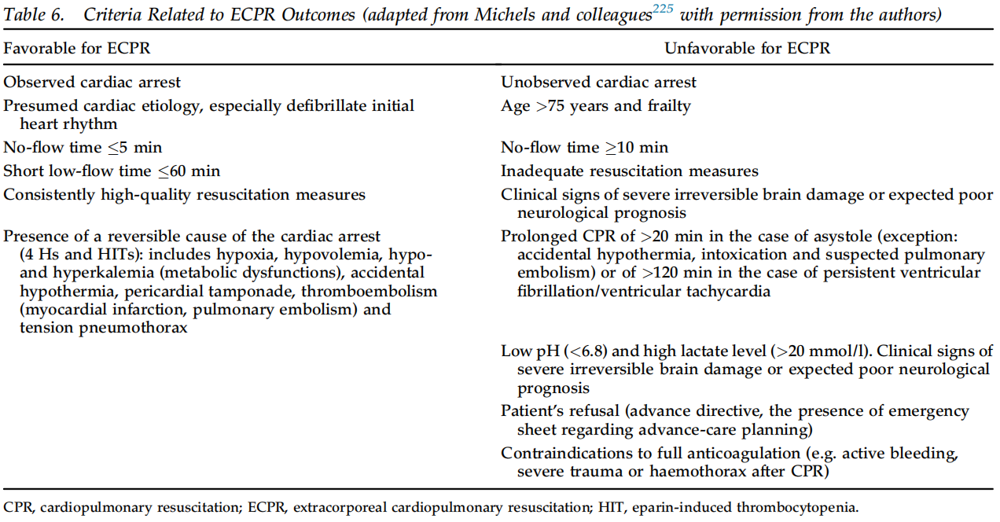 Table 6. Criteria Related to ECPR Outcomes (adapted from Michels and colleagues225 with permission from the authors)
Favorable for ECPR
Unfavorable for ECPR
Observed cardiac arrest
Unobserved cardiac arrest
Presumed cardiac etiology, especially defibrillate initial
heart rhythm
Age >75 years and frailty
No-flow time ≤5 min
No-flow time ≥10 min
Short low-flow time ≤60 min
Inadequate resuscitation measures
Consistently high-quality resuscitation measures
Clinical signs of severe irreversible brain damage or expected poor
neurological prognosis
Presence of a reversible cause of the cardiac arrest
(4 Hs and HITs): includes hypoxia, hypovolemia, hypo-
and hyperkalemia (metabolic dysfunctions), accidental
hypothermia, pericardial tamponade, thromboembolism
(myocardial infarction, pulmonary embolism) and
tension pneumothorax
Prolonged CPR of >20 min in the case of asystole (exception:
accidental hypothermia, intoxication and suspected pulmonary
embolism) or of >120 min in the case of persistent ventricular
fibrillation/ventricular tachycardia
Low pH (<6.8) and high lactate level (>20 mmol/l). Clinical signs of
severe irreversible brain damage or expected poor neurological
prognosis
Patient's refusal (advance directive, the presence of emergency
sheet regarding advance-care planning)
Contraindications to full anticoagulation (e.g. active bleeding,
severe trauma or haemothorax after CPR)
CPR, cardiopulmonary resuscitation; ECPR, extracorporeal cardiopulmonary resuscitation; HIT, eparin-induced thrombocytopenia.